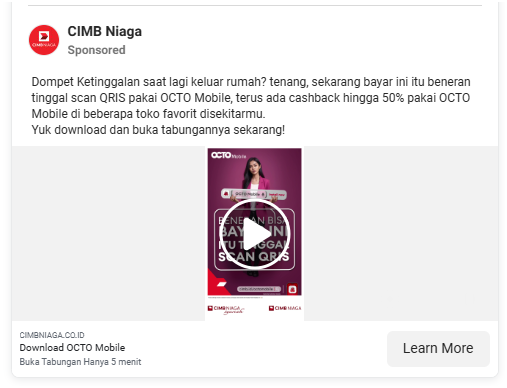 CIMB Niaga
Sponsored
Dompet Ketinggalan saat lagi keluar rumah? tenang, sekarang bayar ini itu beneran
tinggal scan QRIS pakai OCTO Mobile, terus ada cashback hingga 50% pakai OCTO
Mobile di beberapa toko favorit disekitarmu.
Yuk download dan buka tabungannya sekarang!
OCTO Mobile
OCTO Mobile
BENERAN BISA
BAYAR INI
ITU TINGGAL
SCAN QRIS
CIMB NIAGA
CIMB NIAGA
CIMBNIAGA.CO.ID
Download OCTO Mobile
Buka Tabungan Hanya 5 menit
Learn More